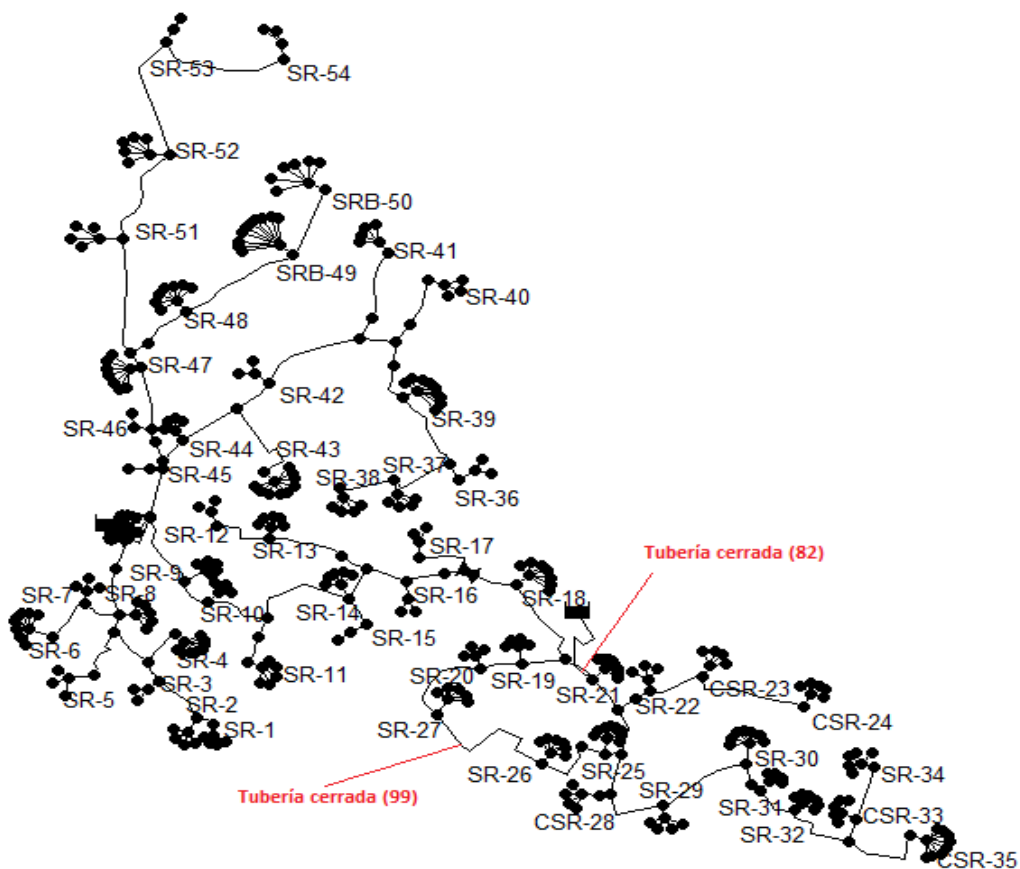 SR-53
SR-54
SR-52
SRB-50
SR-51
SR-41
SRB-49
SR-40
SR-48
SR-47
SR-42
SR-39
SR-46
SR-44
SR-43
SR-37
SR-45
SR-38
SR-36
SR-12
SR-13
SR-17
Tubería cerrada (82)
SR-9
SR-7
SR-8
SR-16
SR-18
SR-10
SR-14
SR-15
SR-6
SR-4
SR-11
SR-19
SR-20
SR-21
CSR-23
SR-5
SR-3
SR-22
SR-2
SR-27
CSR-24
SR-1
SR-26
SR-25
SR-30
SR-34
Tubería cerrada (99)
SR-29
SR-31
CSR-28
CSR-33
SR-32
CSR-35